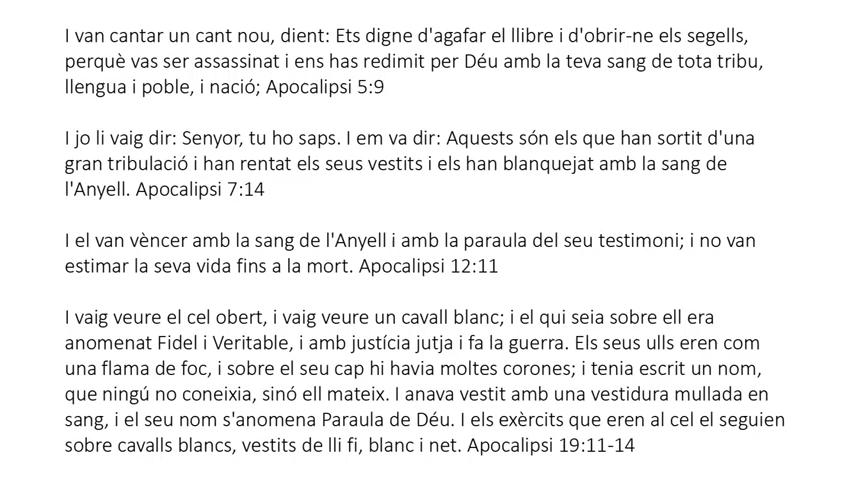 I van cantar un cant nou, dient: Ets digne d'agafar el llibre i d'obrir-ne els segells,
perquè vas ser assassinat i ens has redimit per Déu amb la teva sang de tota tribu,
llengua i poble, i nació; Apocalipsi 5:9
I jo li vaig dir: Senyor, tu ho saps. I em va dir: Aquests són els que han sortit d'una
gran tribulació i han rentat els seus vestits i els han blanquejat amb la sang de
l'Anyell. Apocalipsi 7:14
I el van vèncer amb la sang de l'Anyell i amb la paraula del seu testimoni; i no van
estimar la seva vida fins a la mort. Apocalipsi 12:11
I vaig veure el cel obert, i vaig veure un cavall blanc; i el qui seia sobre ell era
anomenat Fidel i Veritable, i amb justícia jutja i fa la guerra. Els seus ulls eren com
una flama de foc, i sobre el seu cap hi havia moltes corones; i tenia escrit un nom,
que ningú no coneixia, sinó ell mateix. I anava vestit amb una vestidura mullada en
sang, i el seu nom s'anomena Paraula de Déu. I els exèrcits que eren al cel el seguien
sobre cavalls blancs, vestits de lli fi, blanc i net. Apocalipsi 19:11-14